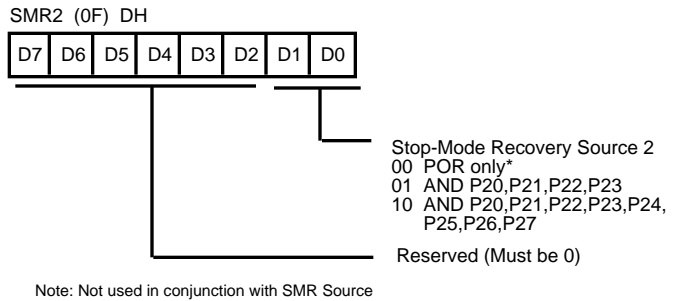 SMR2 (0F) DH
D7 D6 D5 D4 D3 D2 D1 D0
Stop-Mode Recovery Source 2
00 POR only*
01 AND P20,P21,P22,P23
10 AND P20,P21,P22,P23,P24,
P25,P26,P27
Reserved (Must be 0)
Note: Not used in conjunction with SMR Source